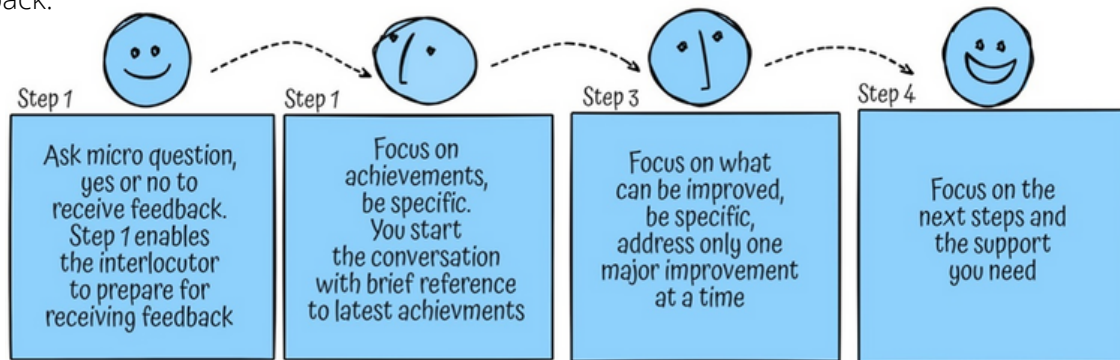 back.
Step 1
Ask micro question,
yes or no to
receive feedback.
Step 1 enables
the interlocutor
to prepare for
receiving feedback
Step 1
Focus on
achievements,
be specific.
You start
the conversation
with brief reference
to latest achievments
Step 3
Focus on what
can be improved,
be specific,
address only one
major improvement
at a time
Step 4
Focus on the
next steps and
the support
you need